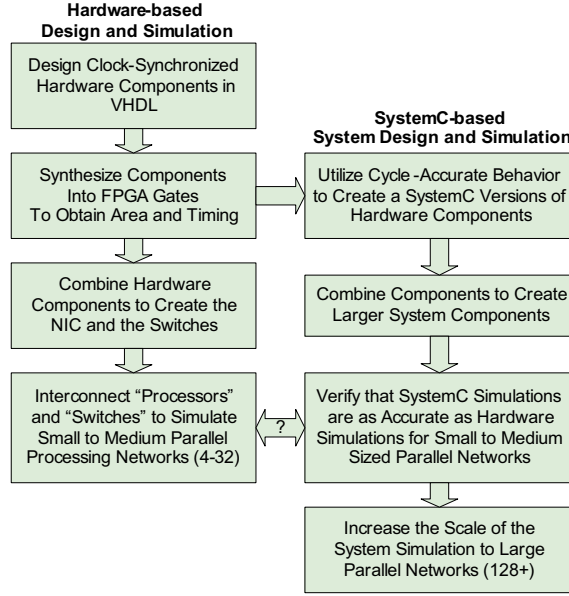 Hardware-based
Design and Simulation
Design Clock-Synchronized
Hardware Components in
VHDL
Synthesize Components
Into FPGA Gates
To Obtain Area and Timing
Combine Hardware
Components to Create the
NIC and the Switches
Interconnect “Processors”
and “Switches” to Simulate
Small to Medium Parallel
Processing Networks (4-32)
?
SystemC-based
System Design and Simulation
Utilize Cycle-Accurate Behavior
to Create a SystemC Versions of
Hardware Components
Combine Components to Create
Larger System Components
Verify that SystemC Simulations
are as Accurate as Hardware
Simulations for Small to Medium
Sized Parallel Networks
Increase the Scale of the
System Simulation to Large
Parallel Networks (128+)